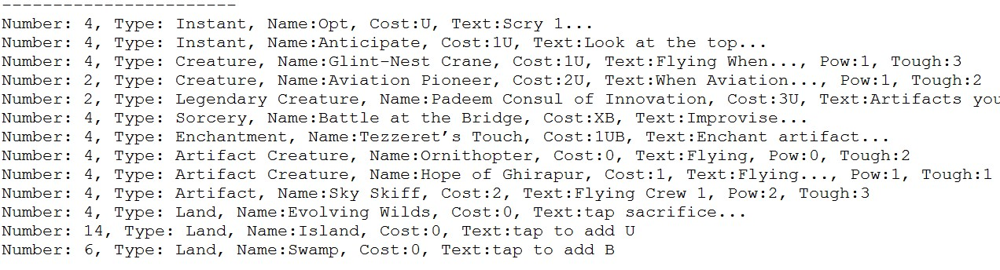 ------------------------
Number: 4, Type: Instant, Name:Opt, Cost:U, Text:Scry 1...
Number: 4, Type: Instant, Name:Anticipate, Cost:1U, Text:Look at the top...
Number: 4, Type: Creature, Name:Glint-Nest Crane, Cost:1U, Text:Flying When..., Pow:1, Tough:3
Number: 2, Type: Creature, Name:Aviation Pioneer, Cost:2U, Text:When Aviation..., Pow:1, Tough:2
Number: 2, Type: Legendary Creature, Name:Padeem Consul of Innovation, Cost:3U, Text:Artifacts you
Number: 4, Type: Sorcery, Name:Battle at the Bridge, Cost:XB, Text:Improvise...
Number: 4, Type: Enchantment, Name:Tezzeret’s Touch, Cost:1UB, Text:Enchant artifact...
Number: 4, Type: Artifact Creature, Name:Ornithopter, Cost:0, Text:Flying, Pow:0, Tough:2
Number: 4, Type: Artifact Creature, Name:Hope of Ghirapur, Cost:1, Text:Flying..., Pow:1, Tough:1
Number: 4, Type: Artifact, Name:Sky Skiff, Cost:2, Text:Flying Crew 1, Pow:2, Tough:3
Number: 4, Type: Land, Name:Evolving Wilds, Cost:0, Text:tap sacrifice...
Number: 14, Type: Land, Name:Island, Cost:0, Text:tap to add U
Number: 6, Type: Land, Name:Swamp, Cost:0, Text:tap to add B